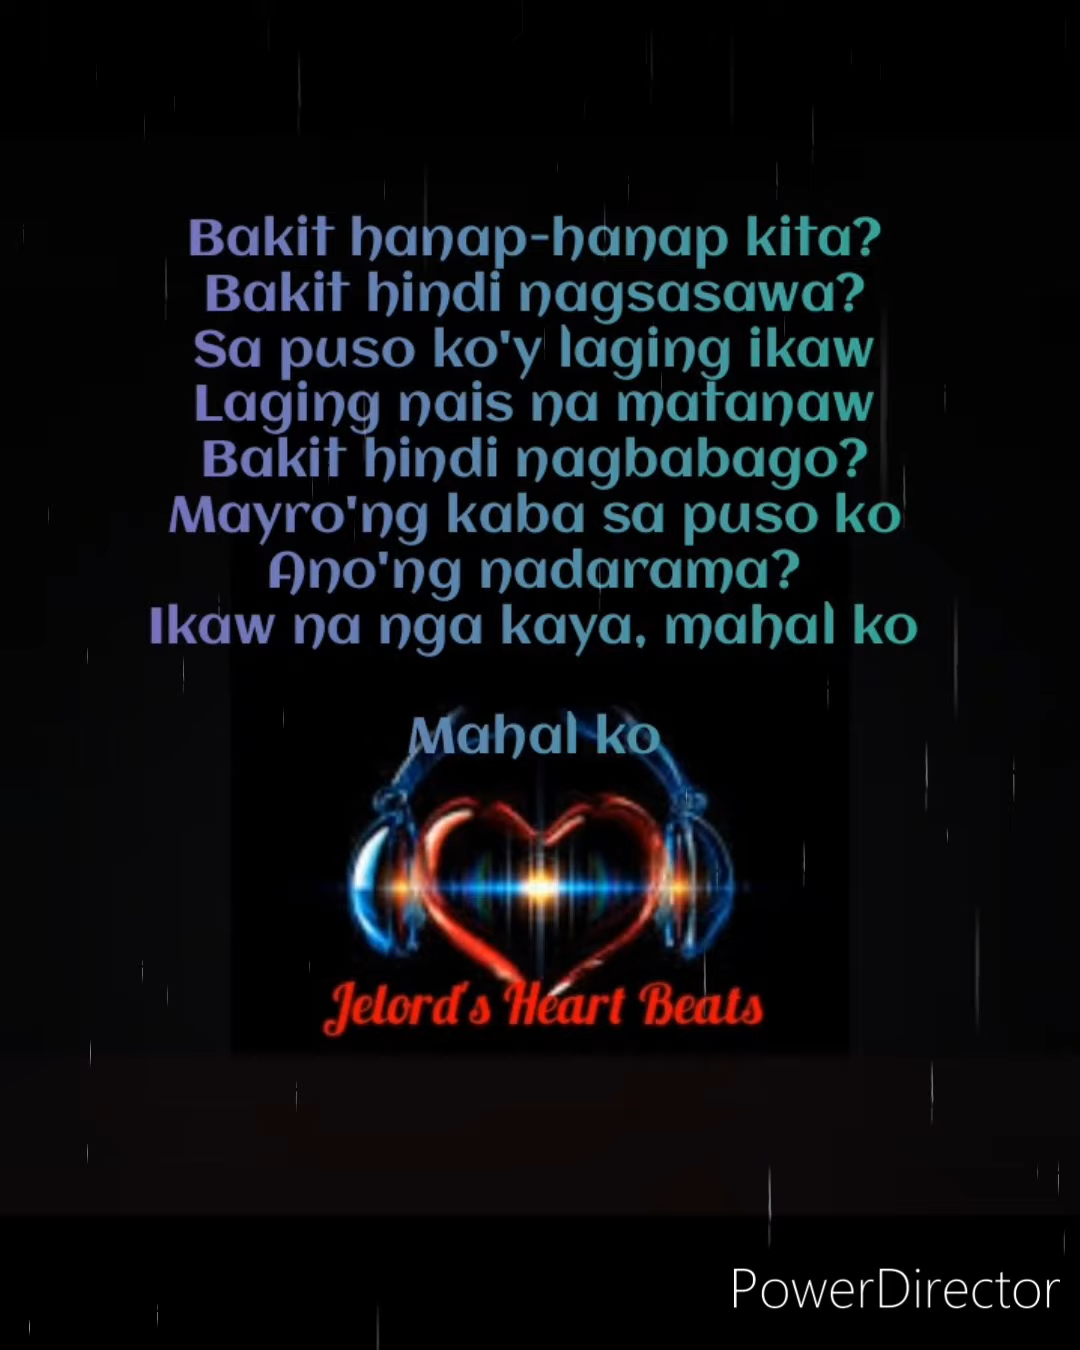 Bakit hanap-hanap kita?
Bakit hindi nagsasawa?
Sa puso ko'y laging ikaw
Laging nais na matanaw
Bakit hindi nagbabago?
Mayro'ng kaba sa puso ko
Ano'ng nadarama?
Ikaw na nga kaya, mahal ko
Mahal ko
Jelord's Heart Beats
PowerDirector